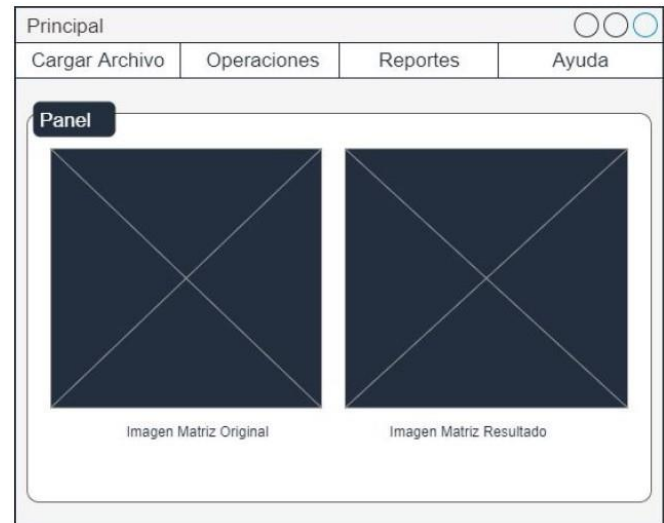 Principal
Cargar Archivo Operaciones Reportes Ayuda
Panel
Imagen Matriz Original Imagen Matriz Resultado